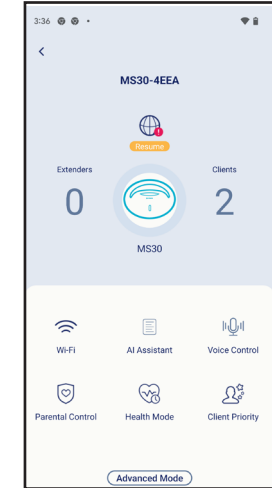 3:36
MS30-4EEA
Resume
Extenders
Clients
0
2
MS30
Wi-Fi
AI Assistant
Voice Control
Parental Control
Health Mode
Client Priority
Advanced Mode